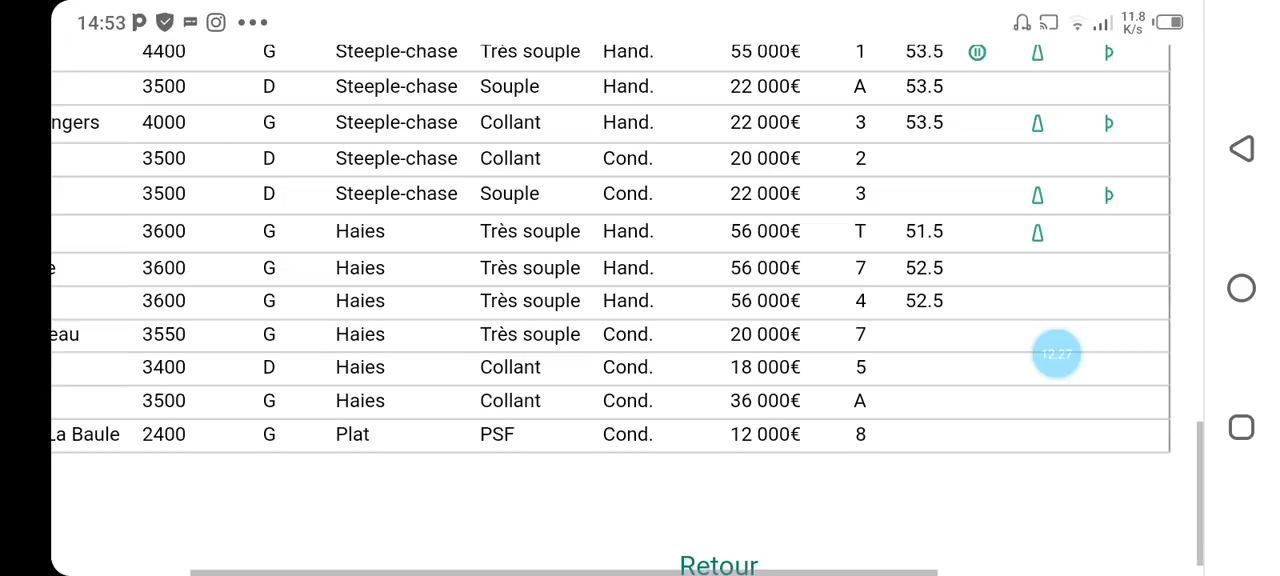 14:53 11.8 K/s
4400 G Steeple-chase Très souple Hand. 55 000€ 1 53.5
3500 D Steeple-chase Souple Hand. 22 000€ A 53.5
ngers 4000 G Steeple-chase Collant Hand. 22 000€ 3 53.5
3500 D Steeple-chase Collant Cond. 20 000€ 2
3500 D Steeple-chase Souple Cond. 22 000€ 3
3600 G Haies Très souple Hand. 56 000€ T 51.5
e 3600 G Haies Très souple Hand. 56 000€ 7 52.5
3600 G Haies Très souple Hand. 56 000€ 4 52.5
eau 3550 G Haies Très souple Cond. 20 000€ 7
12:27
3400 D Haies Collant Cond. 18 000€ 5
3500 G Haies Collant Cond. 36 000€ A
La Baule 2400 G Plat PSF Cond. 12 000€ 8
Retour